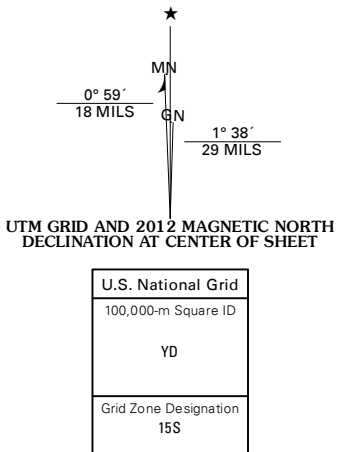 ★
MN
0° 59´
18 MILS
GN
1° 38´
29 MILS
UTM GRID AND 2012 MAGNETIC NORTH
DECLINATION AT CENTER OF SHEET
U.S. National Grid
100,000-m Square ID
YD
Grid Zone Designation
15S